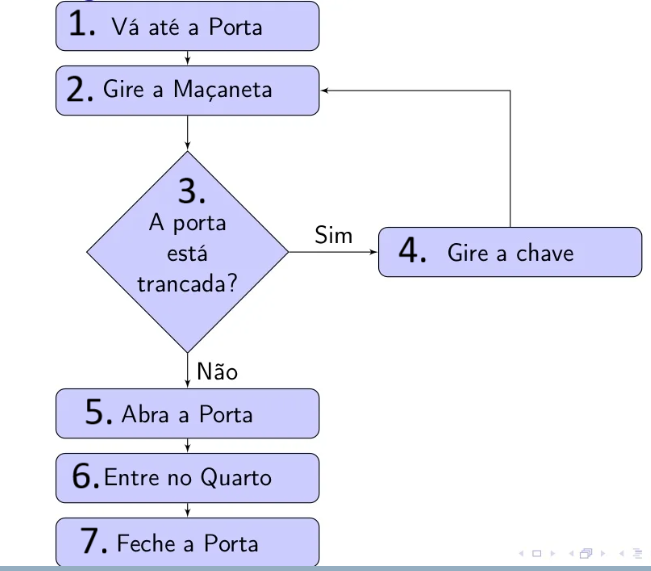 1. Vá até a Porta
2. Gire a Maçaneta
3.
A porta
está
trancada?
Sim
4. Gire a chave
Não
5. Abra a Porta
6. Entre no Quarto
7. Feche a Porta